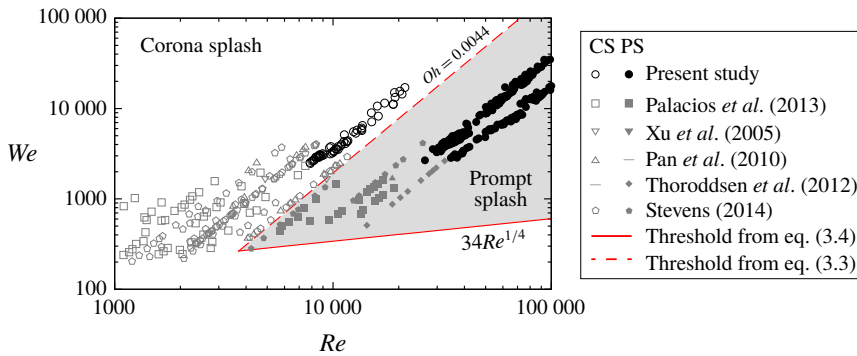 100 000
Corona splash
Oh = 0.0044
10 000
We
1000
Prompt
splash
34Re^{1/4}
100
1000
10 000
100 000
Re
CS PS
Present study
Palacios et al. (2013)
Xu et al. (2005)
Pan et al. (2010)
Thoroddsen et al. (2012)
Stevens (2014)
Threshold from eq. (3.4)
Threshold from eq. (3.3)